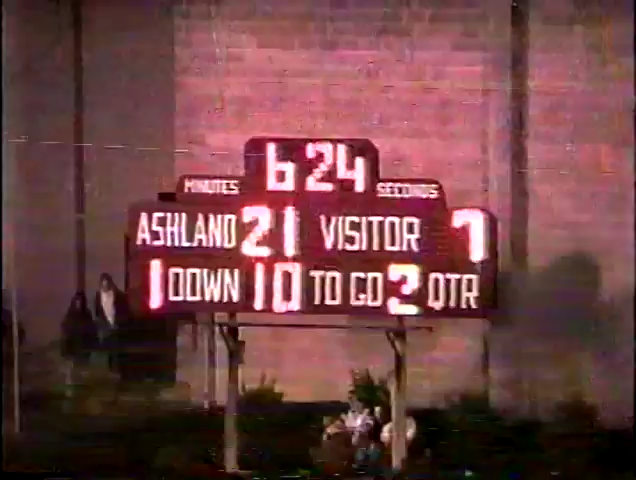 6 24
MINUTES SECONDS
ASHLAND 21 VISITOR 7
1 DOWN 10 TO GO 2 QTR